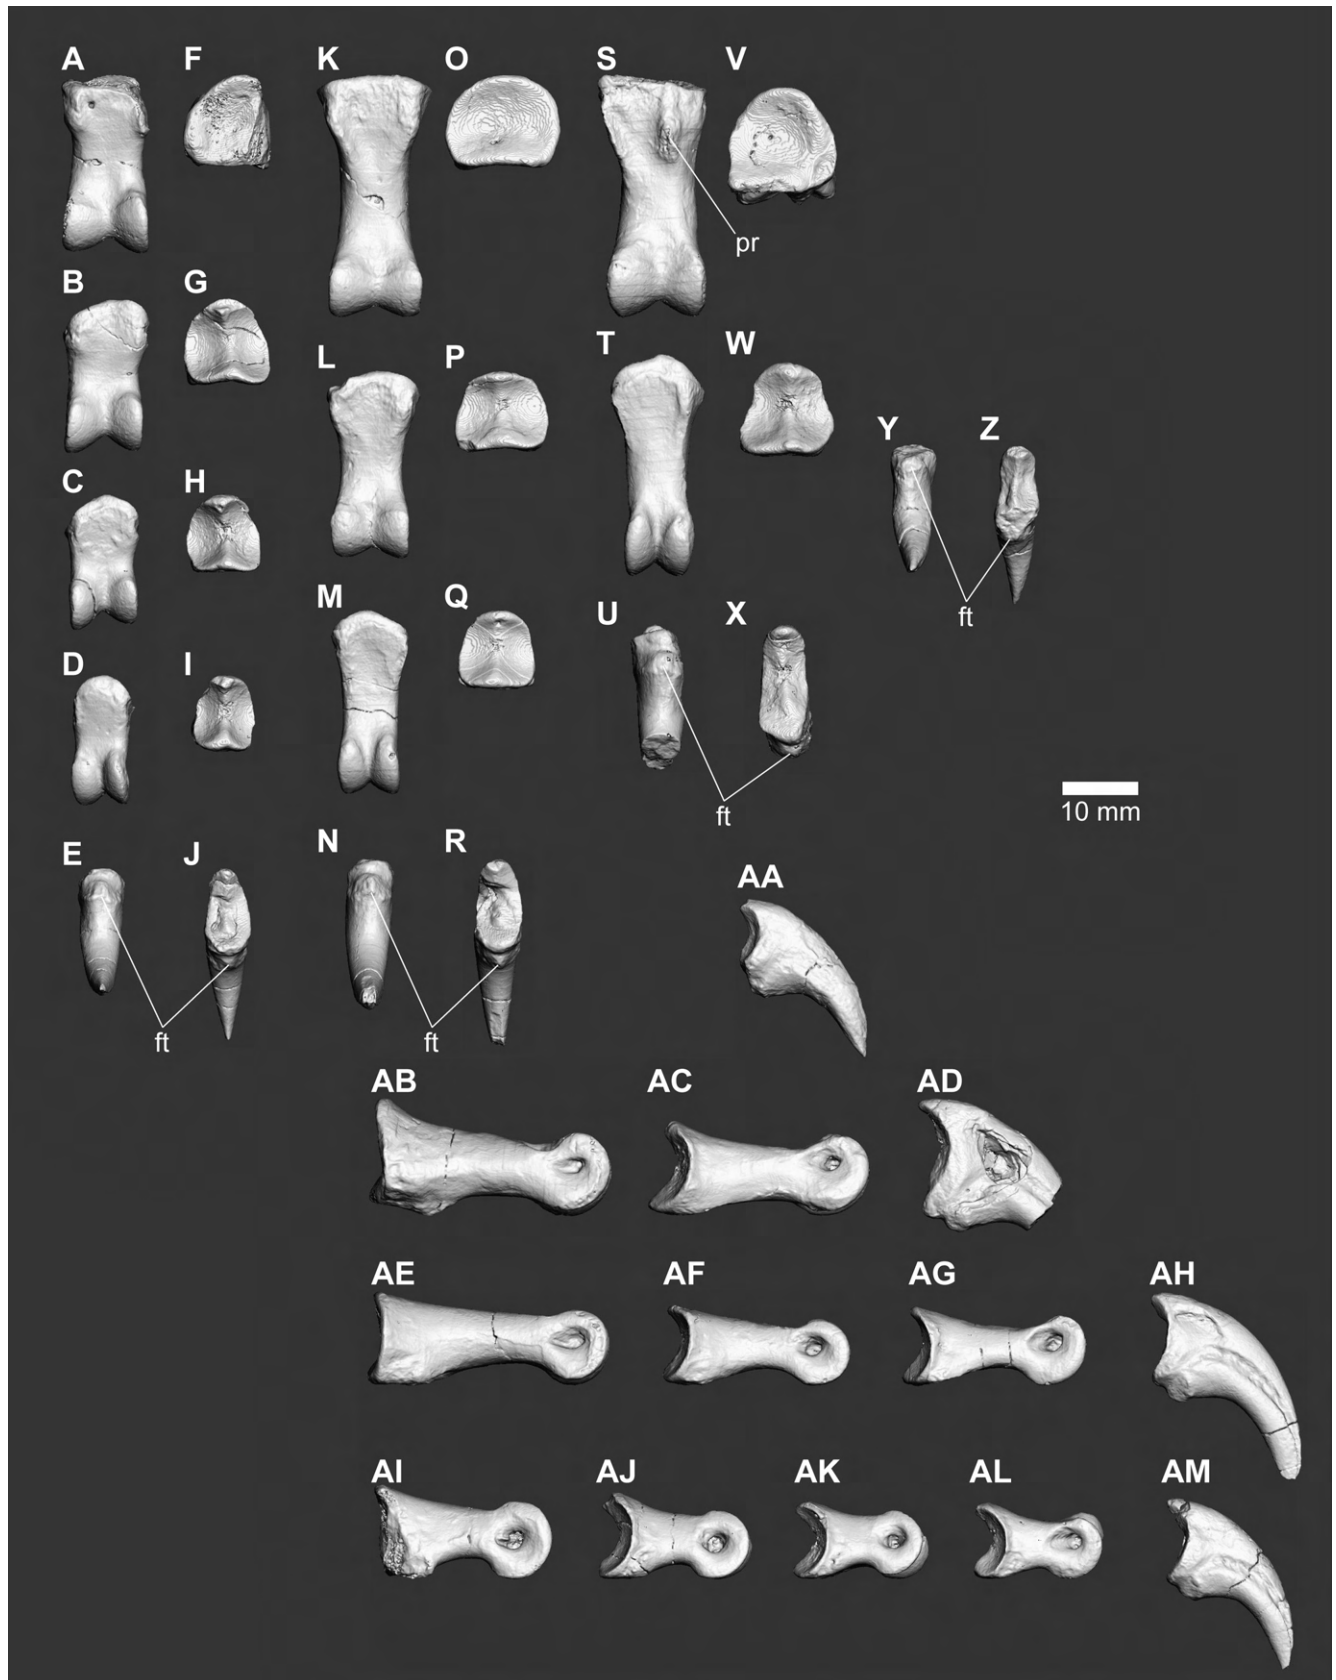 A F K O S V
pr
B G
L P T W
Y Z
C H
M Q U X
ft
D I
ft
10 mm
E J N R
AA
ft ft
AB AC AD
AE AF AG AH
AI AJ AK AL AM